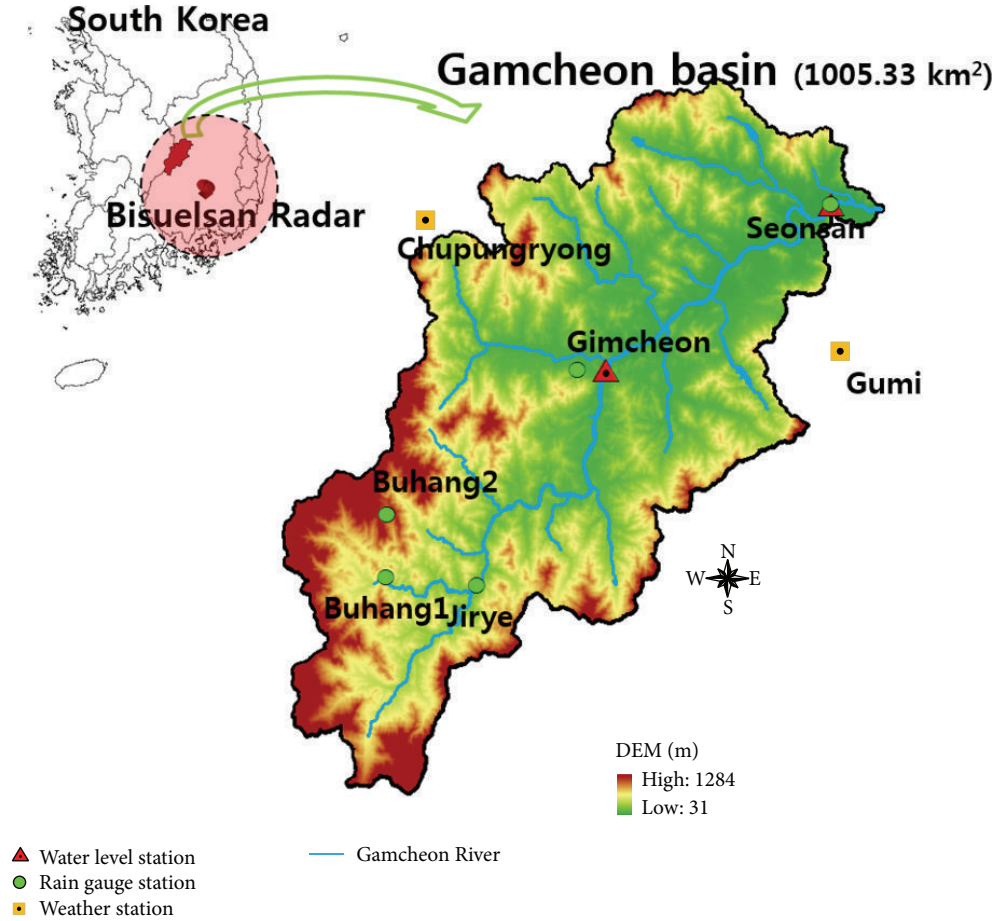 South Korea
Gamcheon basin (1005.33 km²)
Bisuelsan Radar
Seonsan
Chupungryong
Gimcheon
Gumi
Buhang2
N
W E
S
Buhang1
Jirye
DEM (m)
High: 1284
Low: 31
Water level station
Gamcheon River
Rain gauge station
Weather station